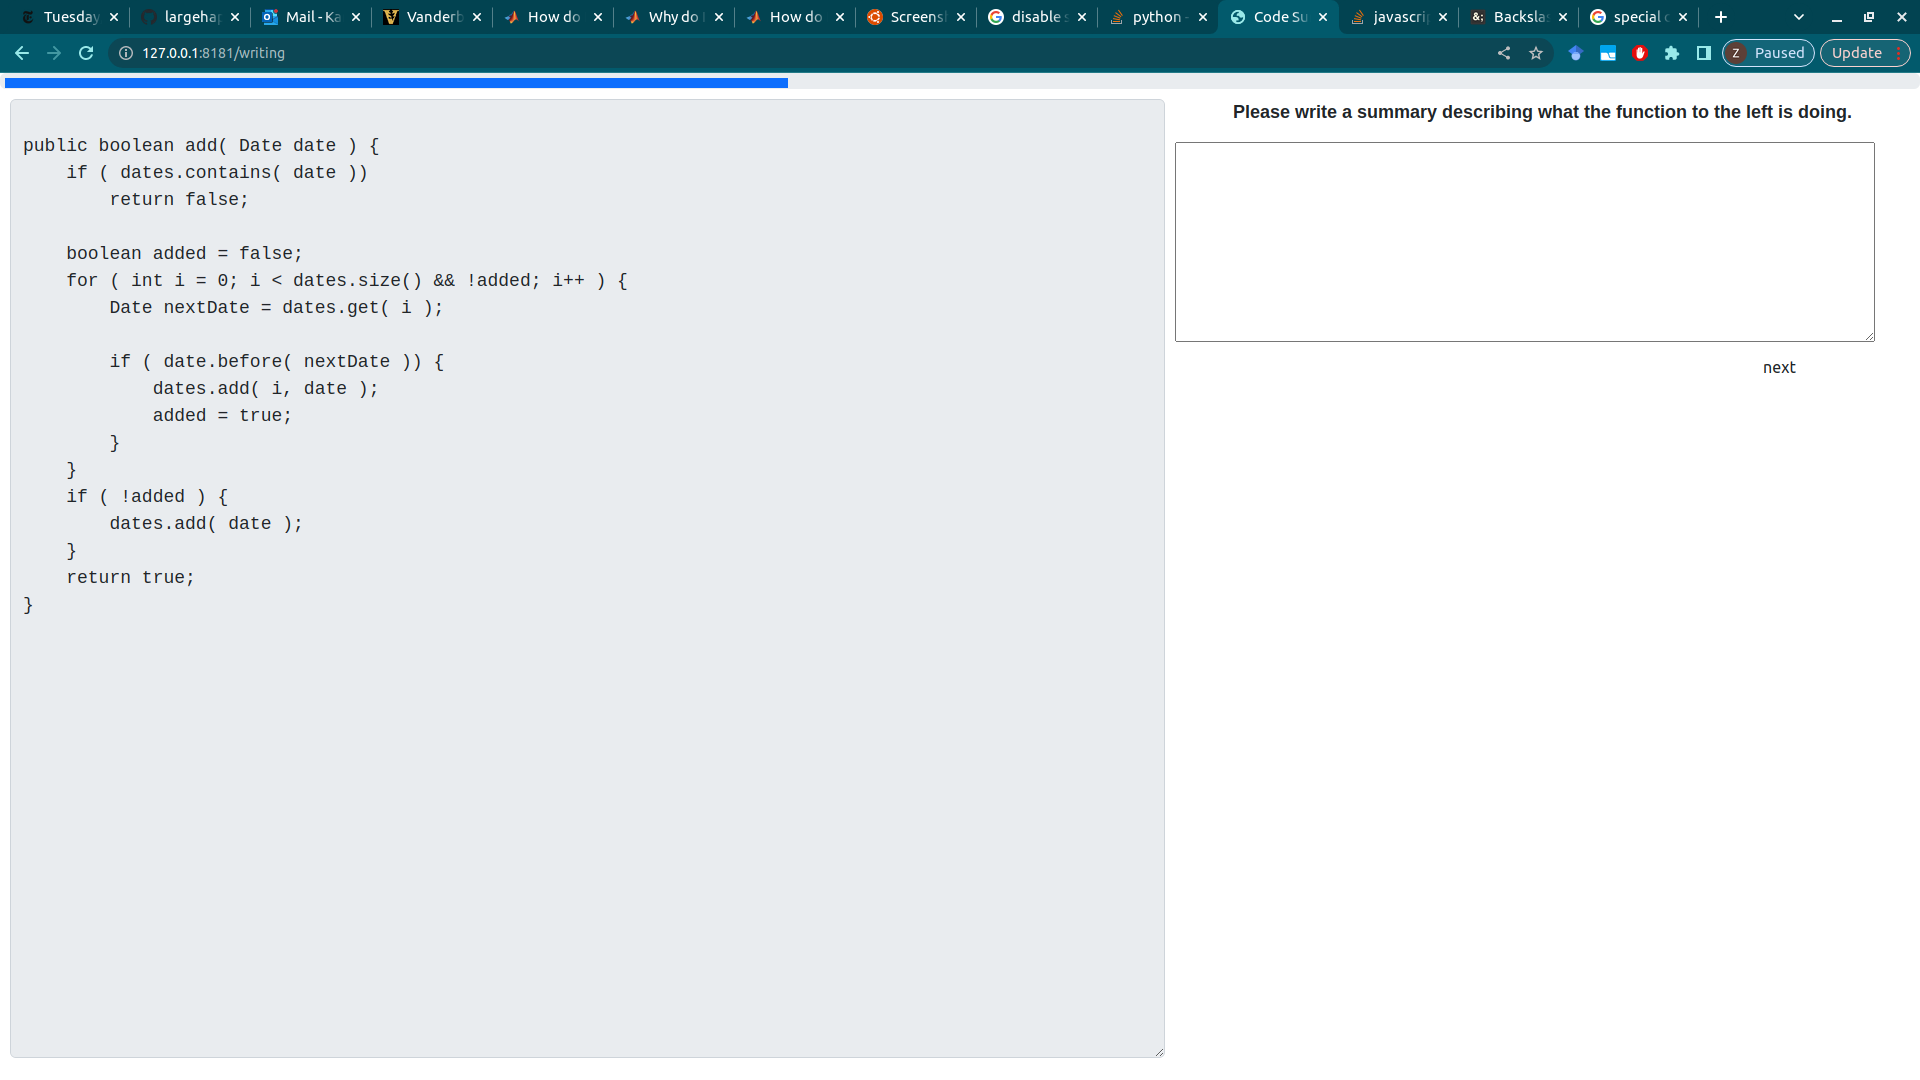 Tuesday
largehap
Mail - Ka
Vanderb
How do
Why do
How do
Screensh
disable s
python -
Code Su
javascrip
Backslas
special c
127.0.0.1:8181/writing
Z Paused
Update
public boolean add( Date date ) {
    if ( dates.contains( date ))
        return false;
    boolean added = false;
    for ( int i = 0; i < dates.size() && !added; i++ ) {
        Date nextDate = dates.get( i );
        if ( date.before( nextDate )) {
            dates.add( i, date );
            added = true;
        }
    }
    if ( !added ) {
        dates.add( date );
    }
    return true;
}
Please write a summary describing what the function to the left is doing.
next